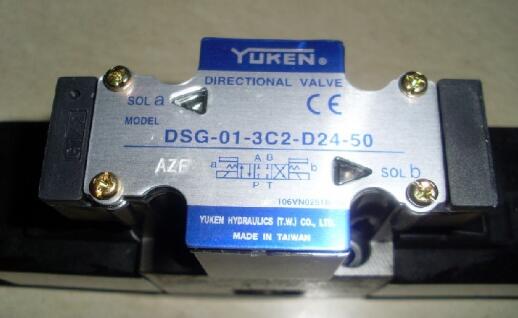 YUKEN®
DIRECTIONAL VALVE
SOL a
CE
MODEL
DSG-01-3C2-D24-50
A B
a b
P T
SOL b
YUKEN HYDRAULICS (T.W.) CO., LTD.
MADE IN TAIWAN